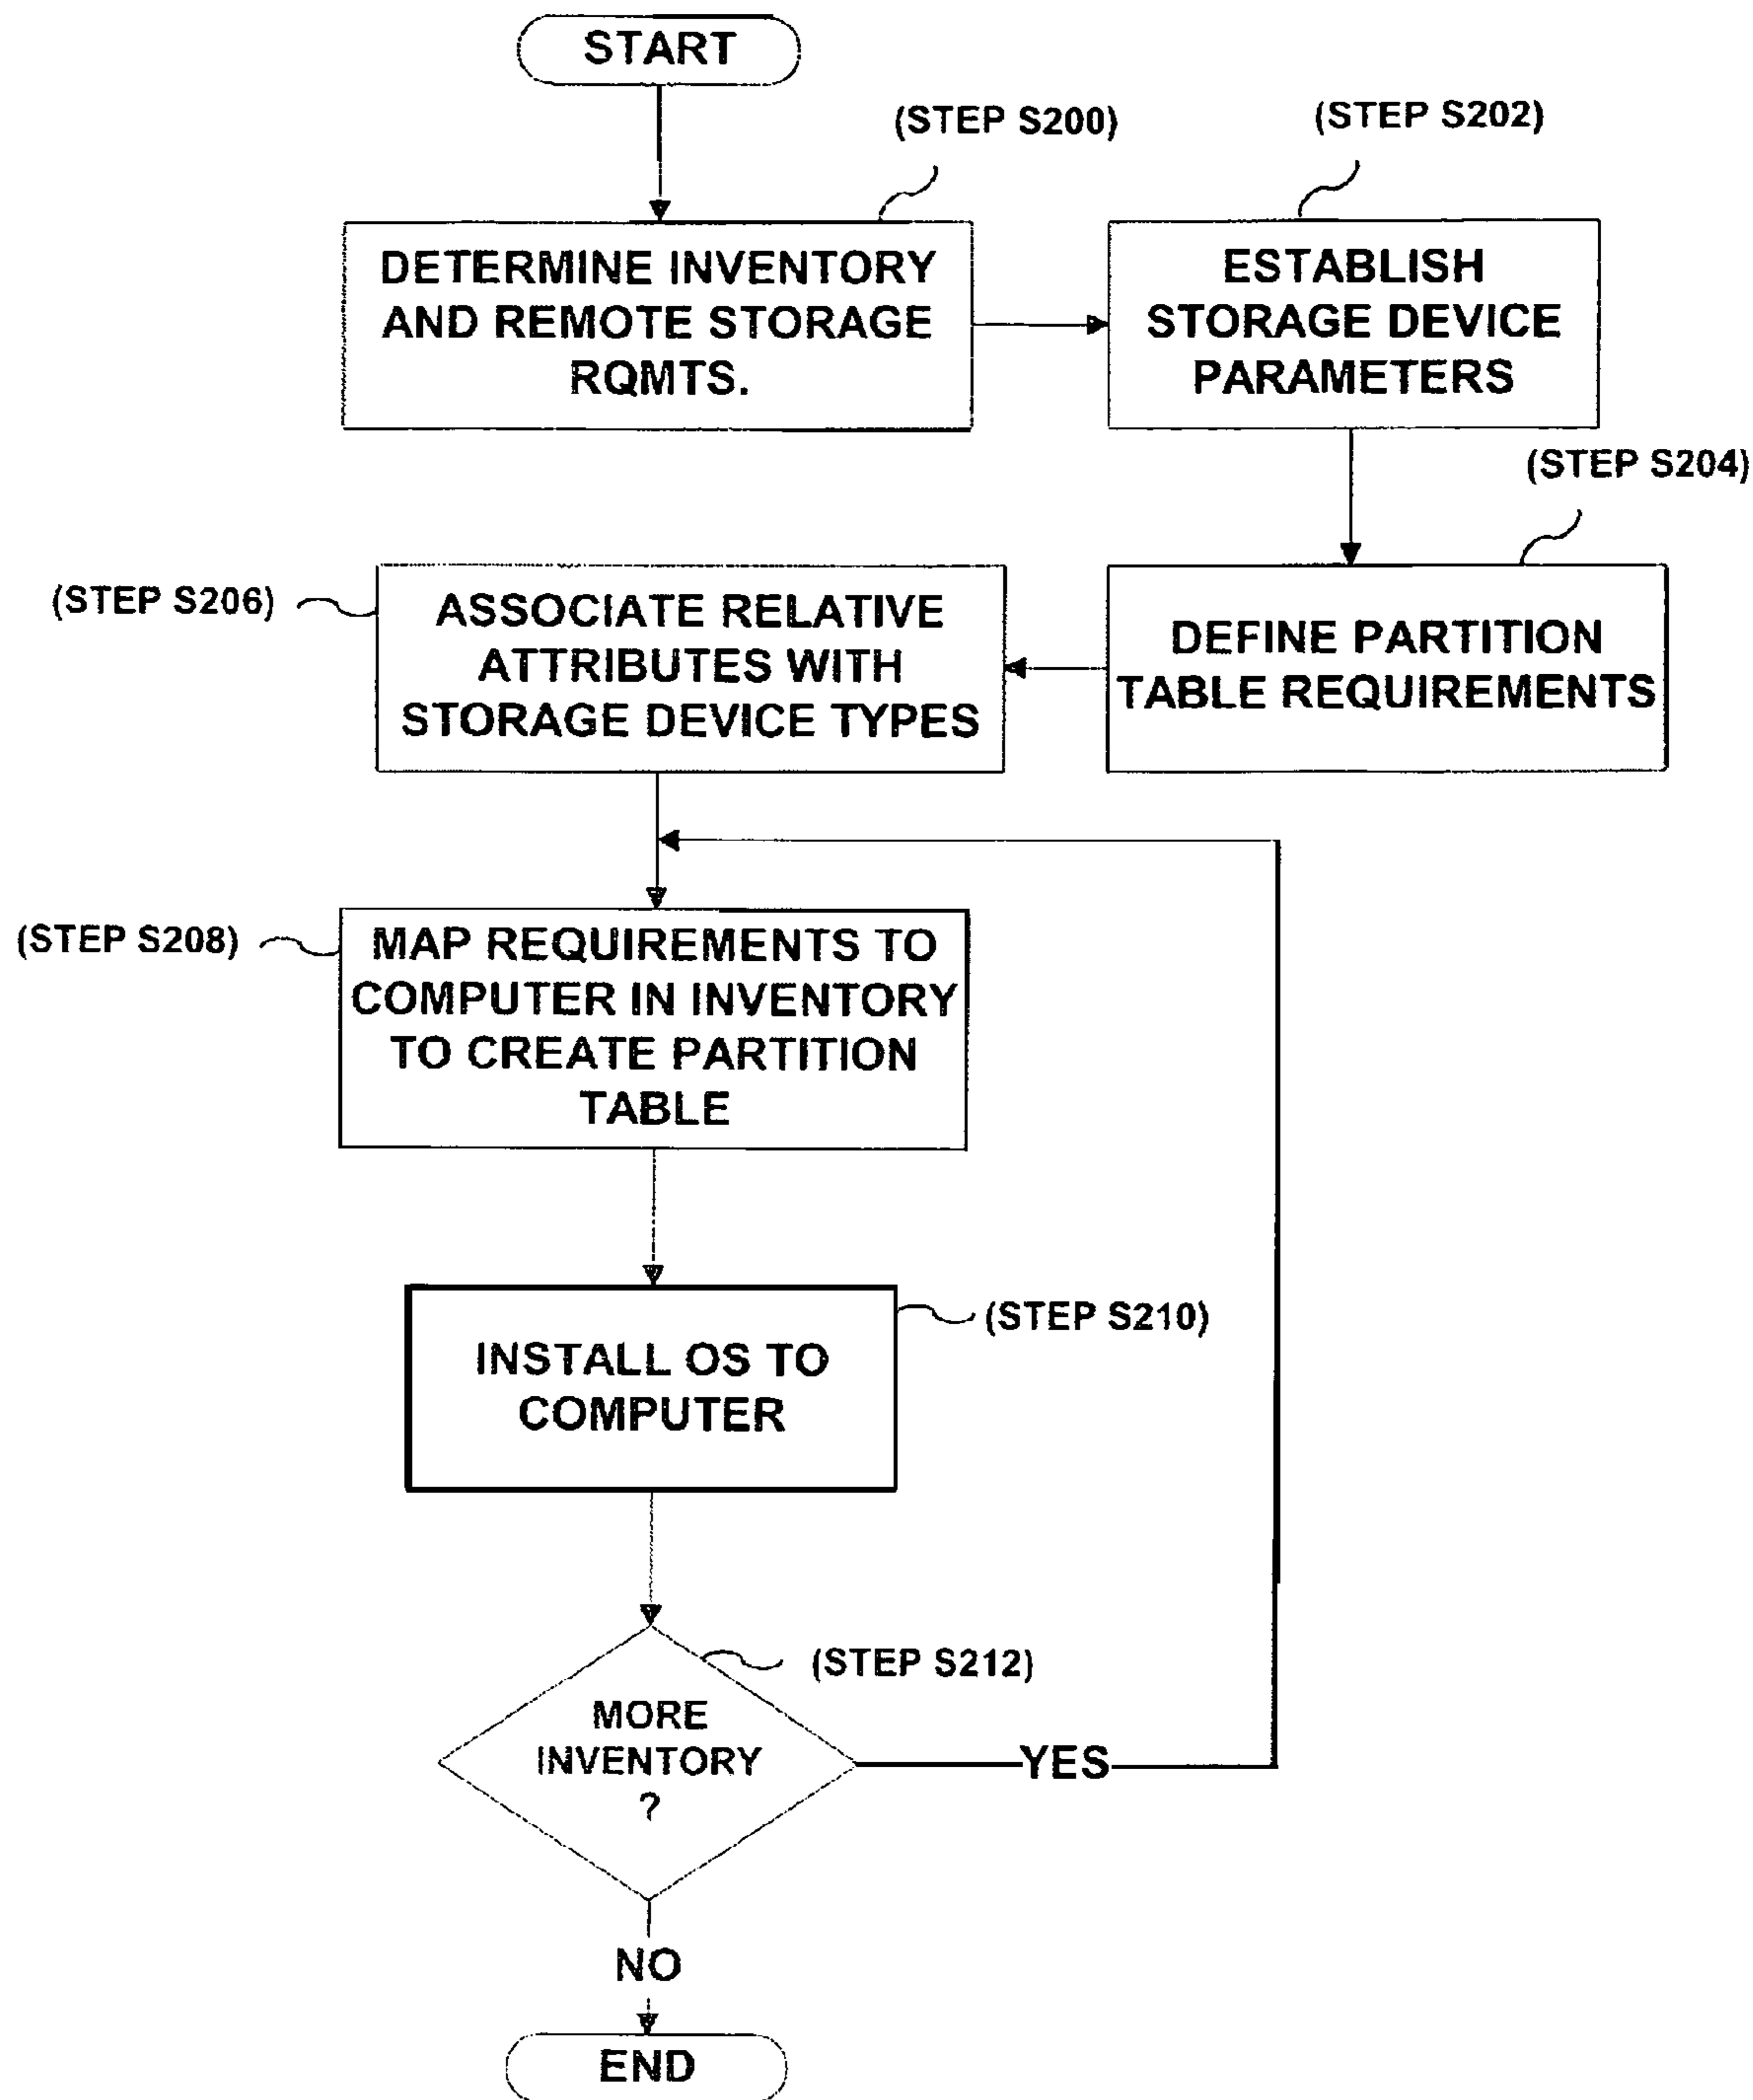 START
(STEP S200)
(STEP S202)
DETERMINE INVENTORY
AND REMOTE STORAGE
RQMTS.
ESTABLISH
STORAGE DEVICE
PARAMETERS
(STEP S204)
(STEP S206)
ASSOCIATE RELATIVE
ATTRIBUTES WITH
STORAGE DEVICE TYPES
DEFINE PARTITION
TABLE REQUIREMENTS
(STEP S208)
MAP REQUIREMENTS TO
COMPUTER IN INVENTORY
TO CREATE PARTITION
TABLE
(STEP S210)
INSTALL OS TO
COMPUTER
(STEP S212)
MORE
INVENTORY
?
YES
NO
END